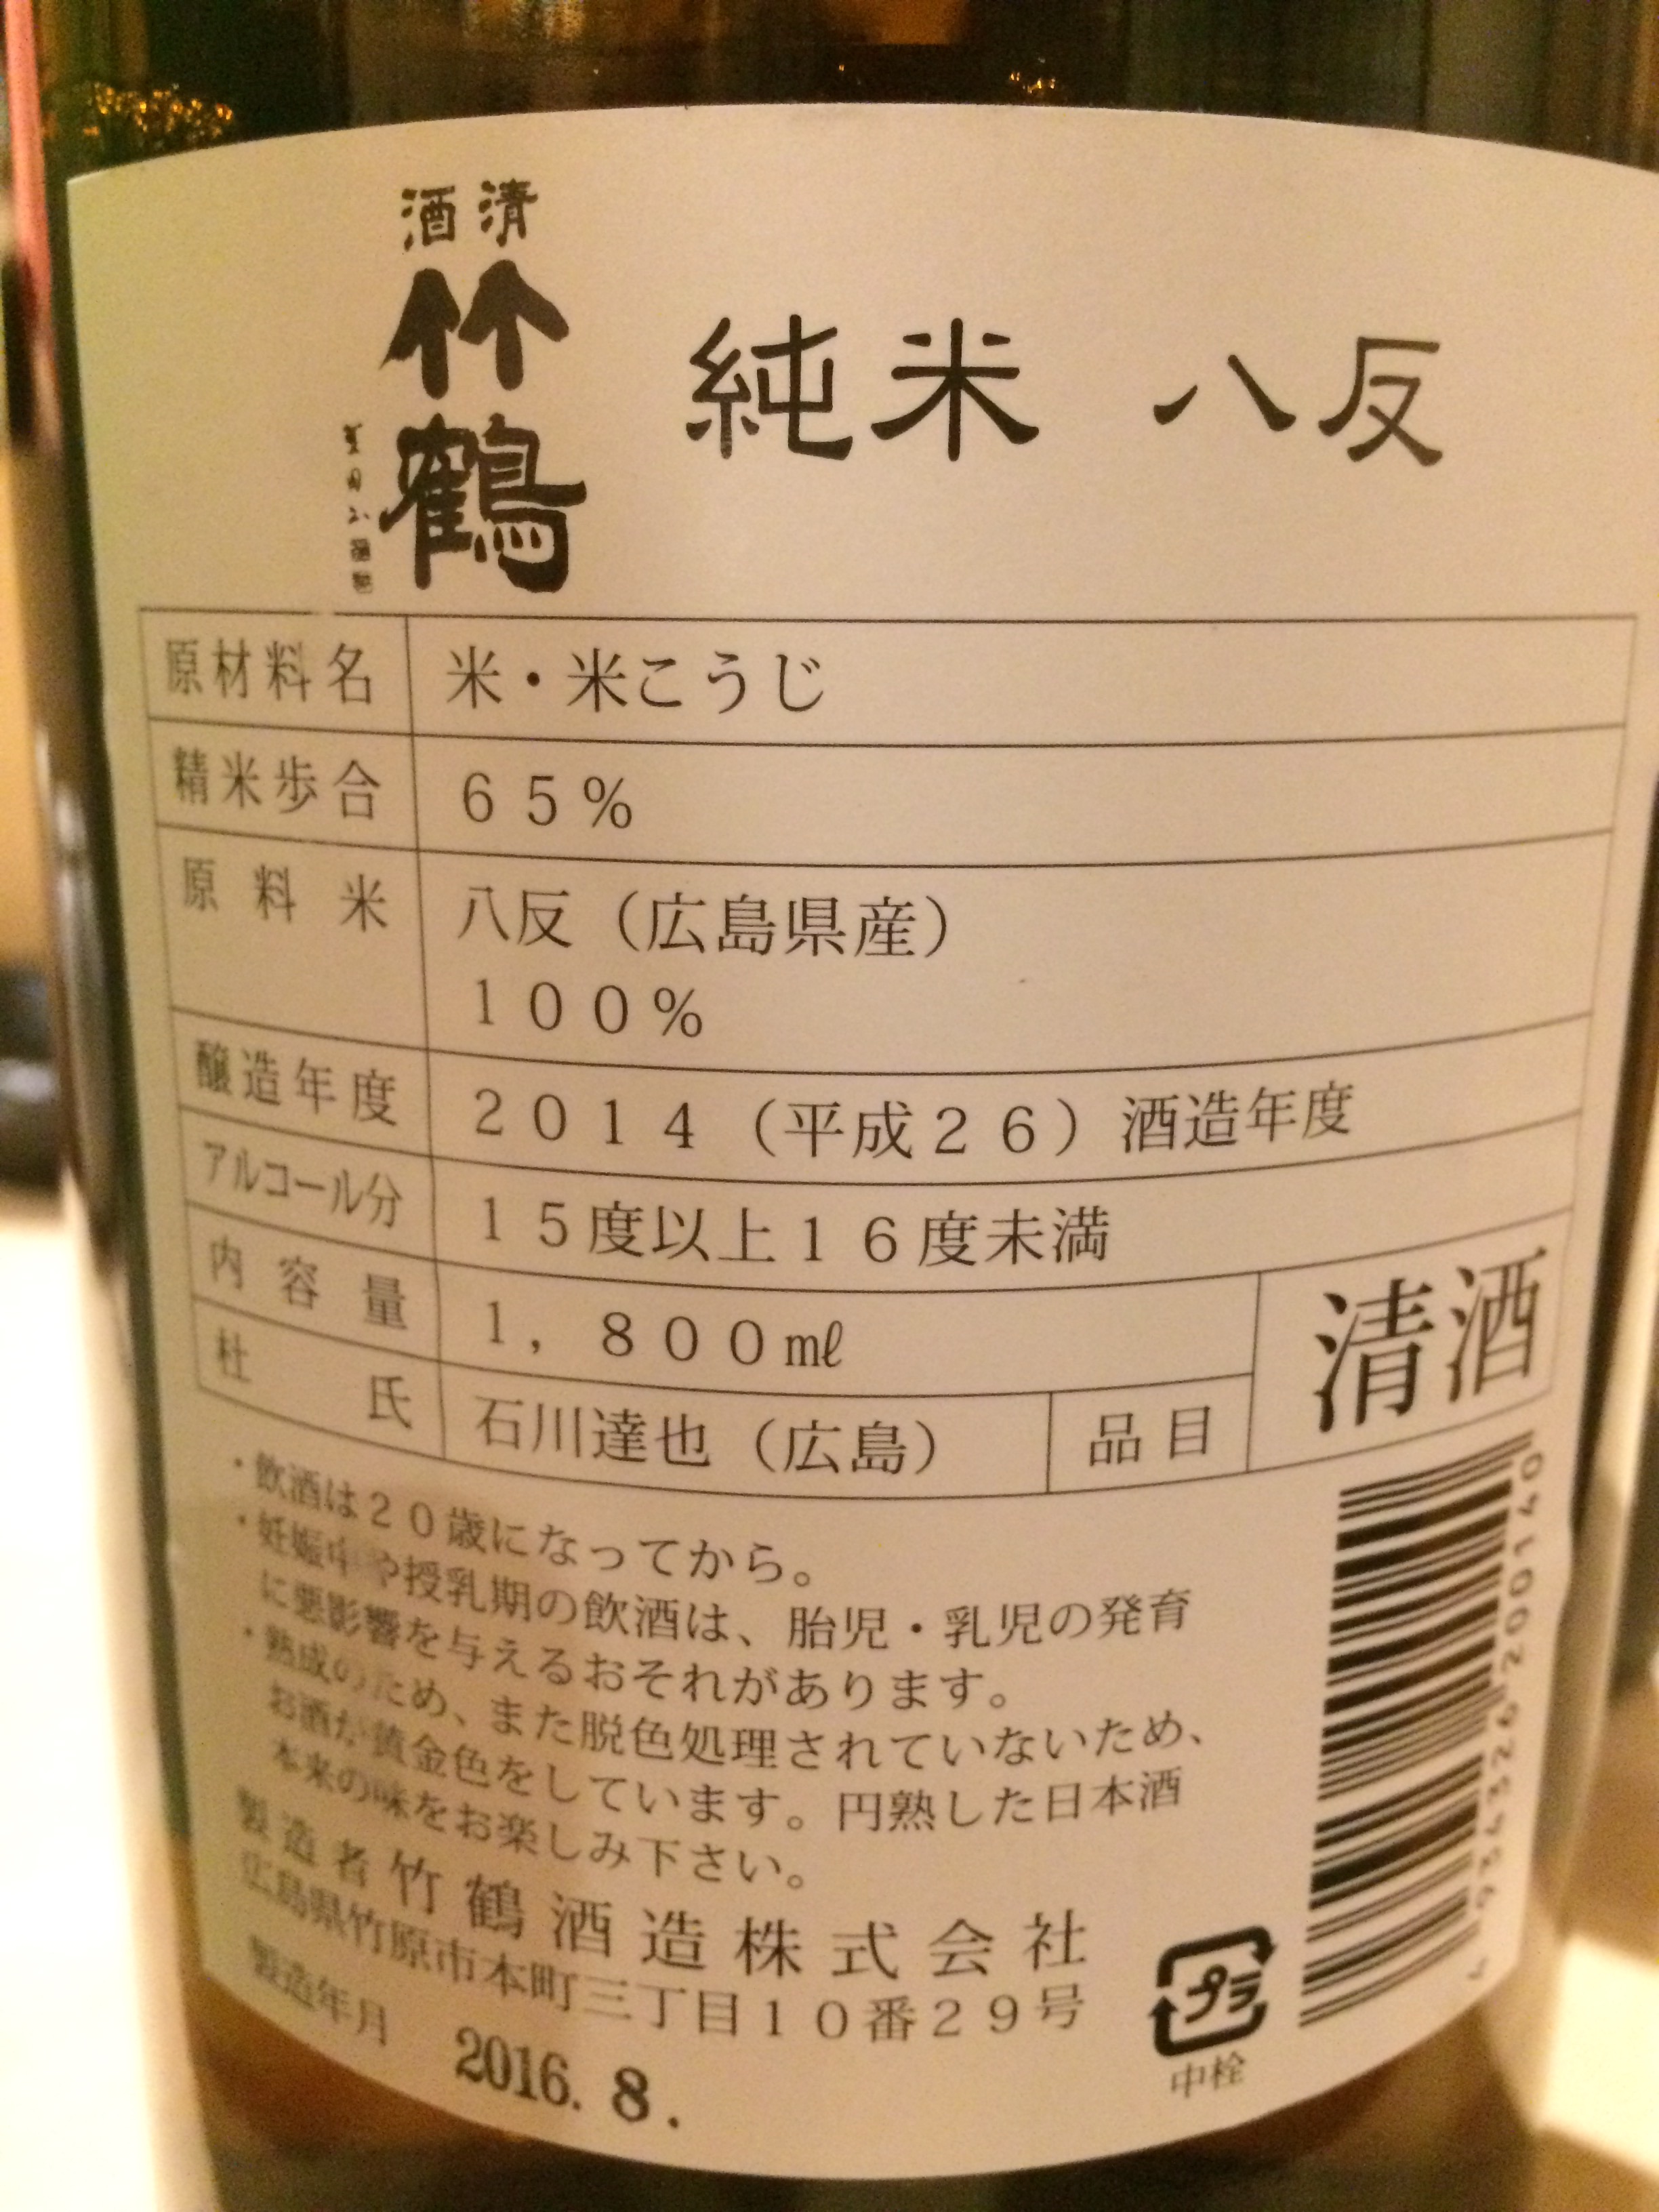 清酒
竹鶴
純米 八反
原材料名 米・米こうじ
精米歩合 65%
原料米 八反（広島県産）
100%
醸造年度 2014（平成26）酒造年度
アルコール分 15度以上16度未満
内容量 1,800㎖
杜氏 石川達也（広島） 品目 清酒
・飲酒は20歳になってから。
・妊娠中や授乳期の飲酒は、胎児・乳児の発育
に悪影響を与えるおそれがあります。
・熟成のため、また脱色処理されていないため、
お酒が黄金色をしています。円熟した日本酒
本来の味をお楽しみ下さい。
製造者 竹鶴酒造株式会社
広島県竹原市本町三丁目10番29号
製造年月 2016. 8.
プラ
中栓